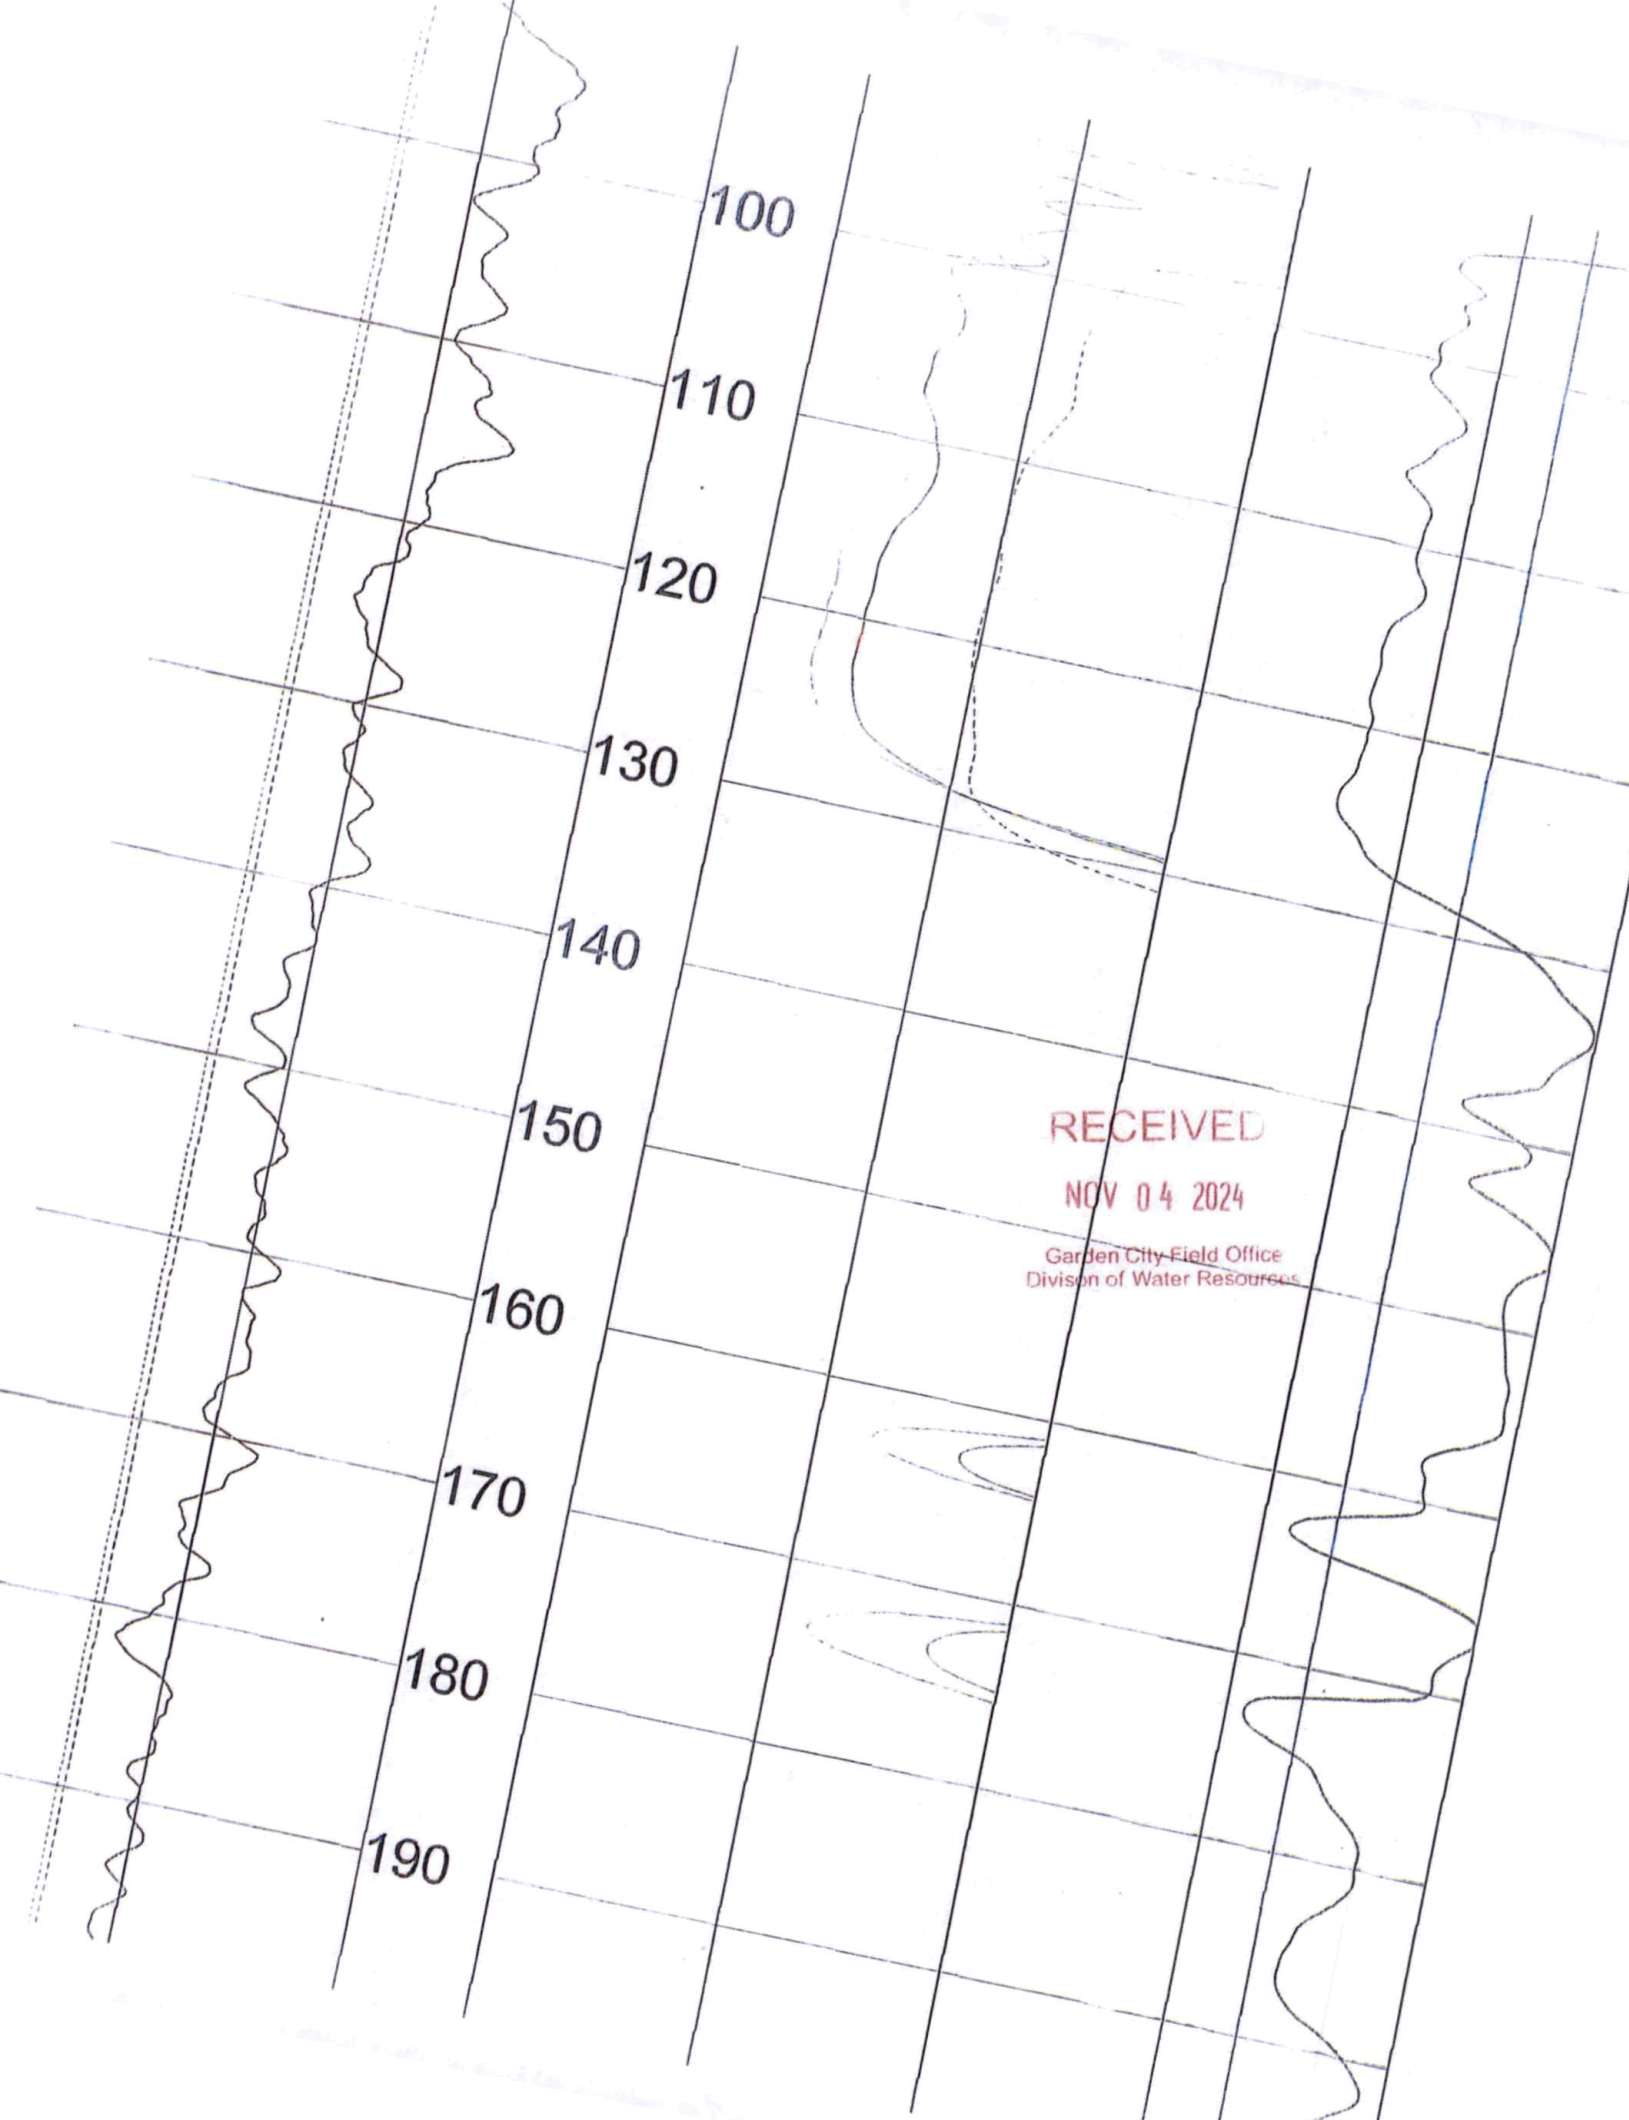 100
110
120
130
140
150
160
170
180
190
RECEIVED
NOV 04 2024
Garden City Field Office
Divison of Water Resources